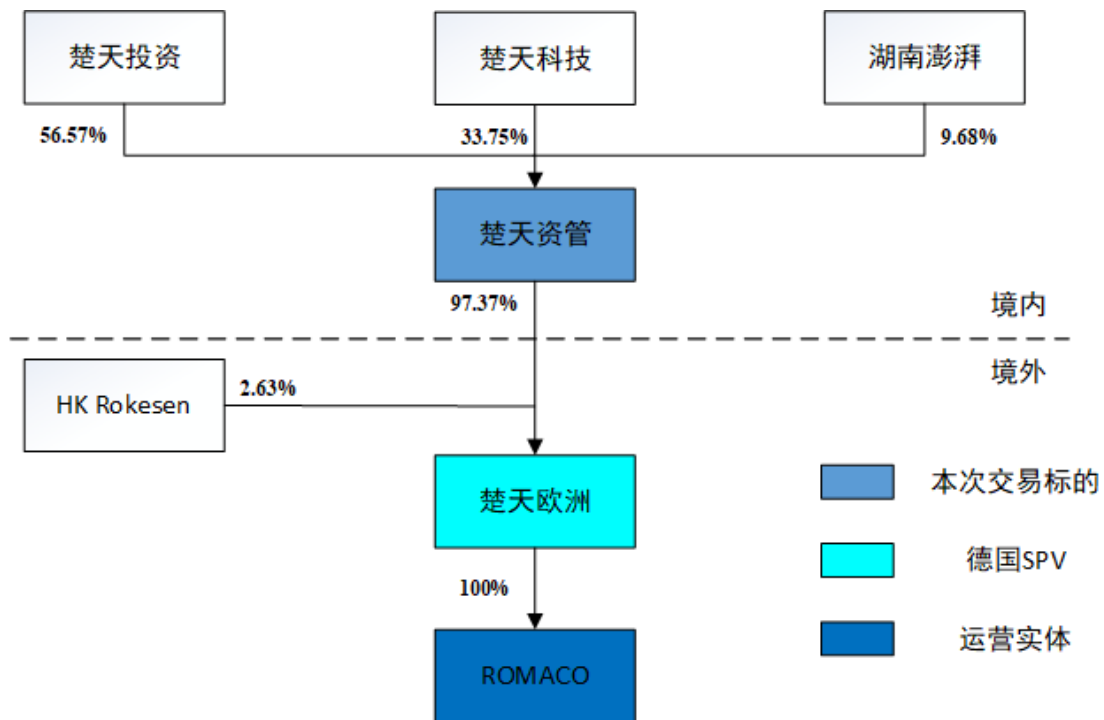 楚天投资
楚天科技
湖南澎湃
56.57%
33.75%
9.68%
楚天资管
97.37%
境内
境外
HK Rokesen
2.63%
楚天欧洲
本次交易标的
德国SPV
100%
运营实体
ROMACO